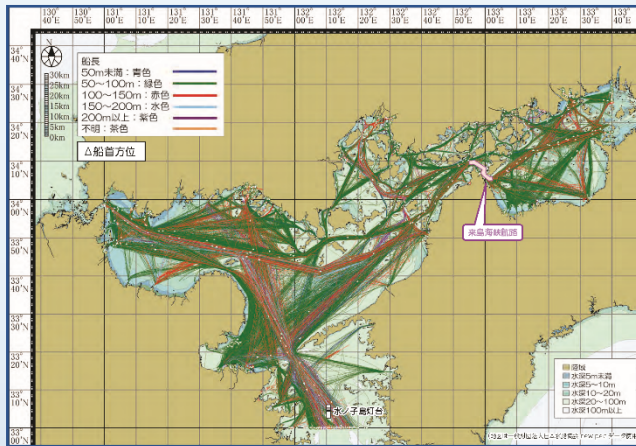 130° 40′
130° 50′
131° 00′
131° 10′
131° 20′
131° 30′
131° 40′
131° 50′
132° 00′
132° 10′
132° 20′
132° 30′
132° 40′
132° 50′
133° 00′
133° 10′
133° 20′
133° 30′
133° 40′
船長
50m未満：青色
50～100m：緑色
100～150m：赤色
150～200m：水色
200m以上：紫色
不明：茶色
△船首方位
30km
25km
20km
15km
10km
5km
0km
34° 40′N
34° 30′N
34° 20′N
34° 10′N
34° 00′N
33° 50′N
33° 40′N
33° 30′N
33° 20′N
33° 10′N
33° 00′N
来島海峡航路
水ノ子島灯台
陸域
水深5m未満
水深5～10m
水深10～20m
水深20～100m
水深100m以上